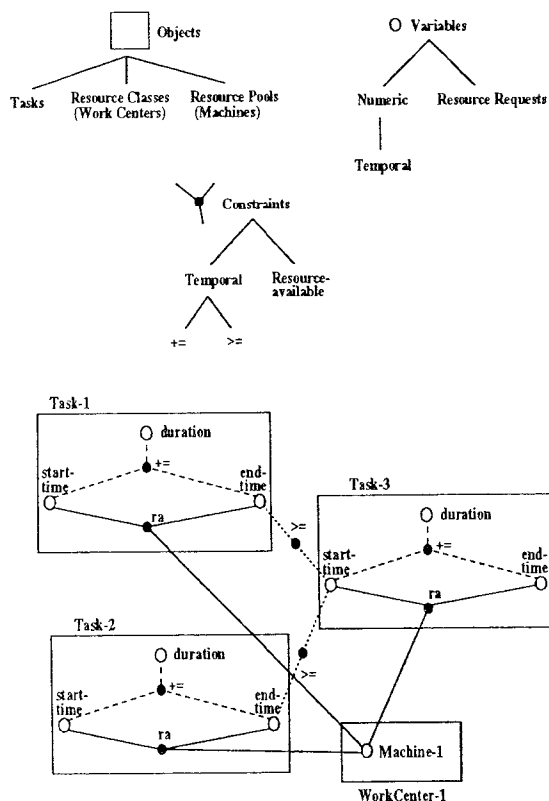 Objects
Tasks
Resource Classes
(Work Centers)
Resource Pools
(Machines)
Variables
Numeric
Resource Requests
Temporal
Constraints
Temporal
Resource-
available
+=
>=
Task-1
duration
+=
start-
time
end-
time
ra
>=
Task-3
duration
+=
start-
time
end-
time
ra
Task-2
duration
+=
start-
time
end-
time
ra
>=
Machine-1
WorkCenter-1